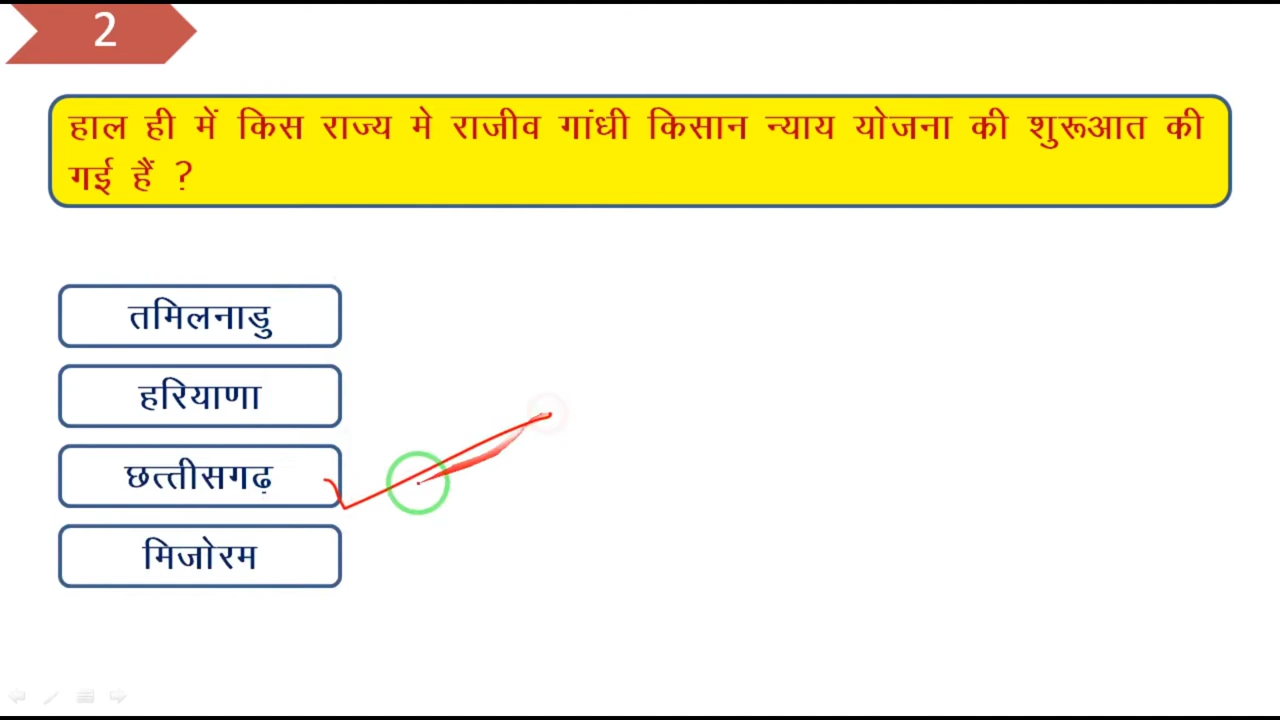 2
हाल ही में किस राज्य मे राजीव गांधी किसान न्याय योजना की शुरूआत की
गई हैं ?
तमिलनाडु
हरियाणा
छत्तीसगढ़
मिजोरम